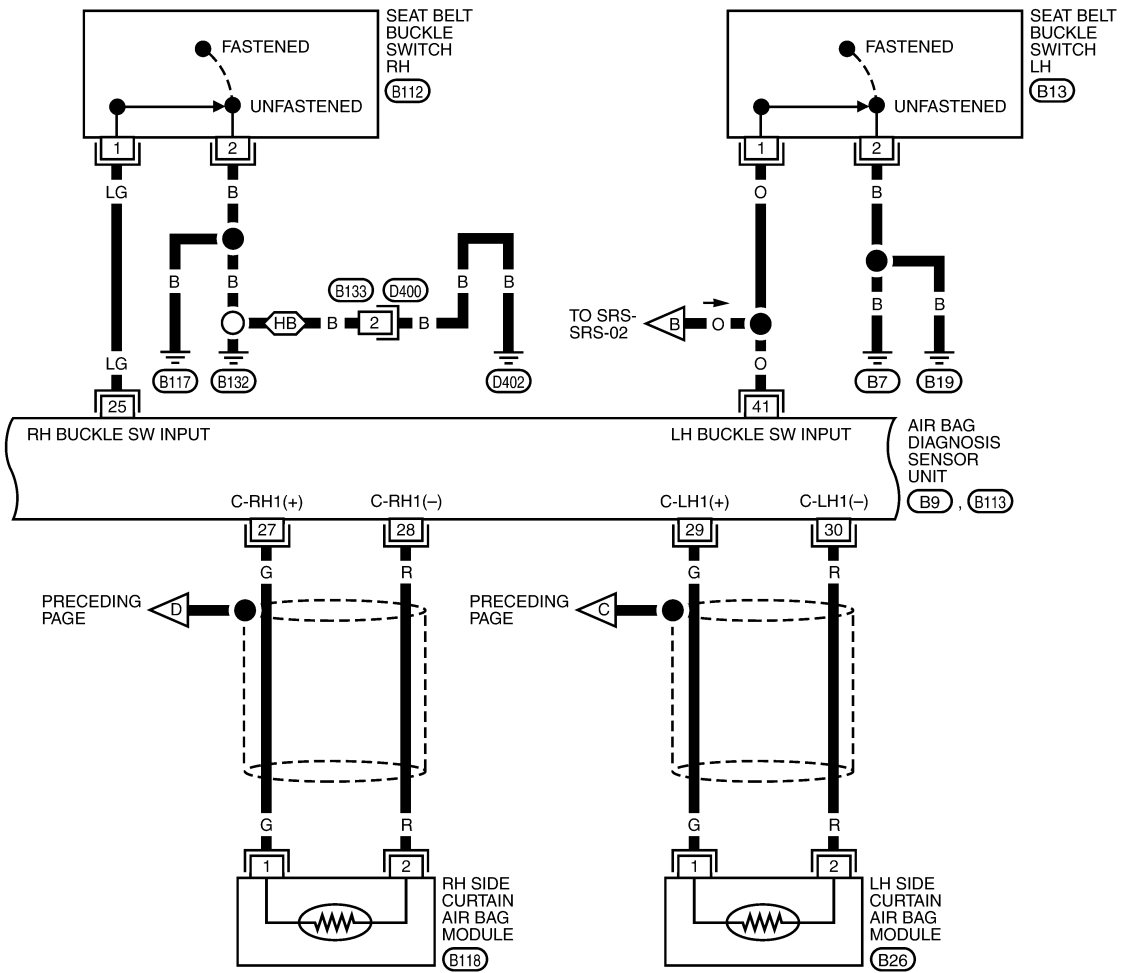 SEAT BELT
BUCKLE
SWITCH
RH
B112
FASTENED
UNFASTENED
1
2
SEAT BELT
BUCKLE
SWITCH
LH
B13
FASTENED
UNFASTENED
1
2
LG
B
O
B
B
B
B133
D400
B
B
HB
B
2
B
TO SRS-
SRS-02
B
O
B
B
LG
O
B117
B132
D402
B7
B19
25
41
RH BUCKLE SW INPUT
LH BUCKLE SW INPUT
AIR BAG
DIAGNOSIS
SENSOR
UNIT
B9 , B113
C-RH1(+)
C-RH1(–)
C-LH1(+)
C-LH1(–)
27
28
29
30
G
R
G
R
PRECEDING
PAGE
D
PRECEDING
PAGE
C
G
R
G
R
1
2
1
2
RH SIDE
CURTAIN
AIR BAG
MODULE
B118
LH SIDE
CURTAIN
AIR BAG
MODULE
B26